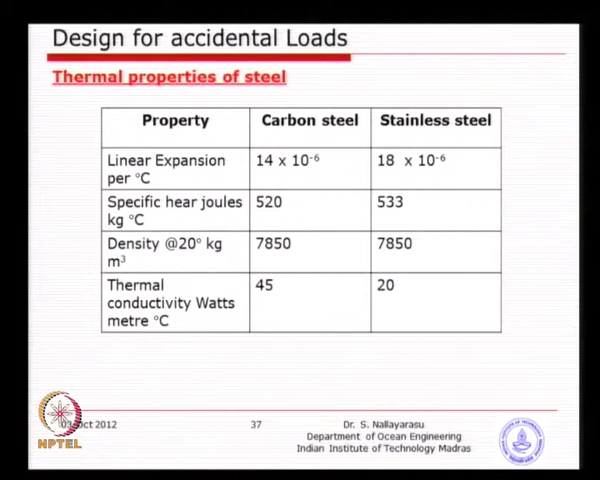 Design for accidental Loads
Thermal properties of steel
Property Carbon steel Stainless steel
Linear Expansion 14 x 10⁻⁶ 18 x 10⁻⁶
per °C
Specific hear joules 520 533
kg °C
Density @20° kg 7850 7850
m³
Thermal 45 20
conductivity Watts
metre °C
03 Oct 2012 37 Dr. S. Nallayarasu
Department of Ocean Engineering
Indian Institute of Technology Madras
NPTEL